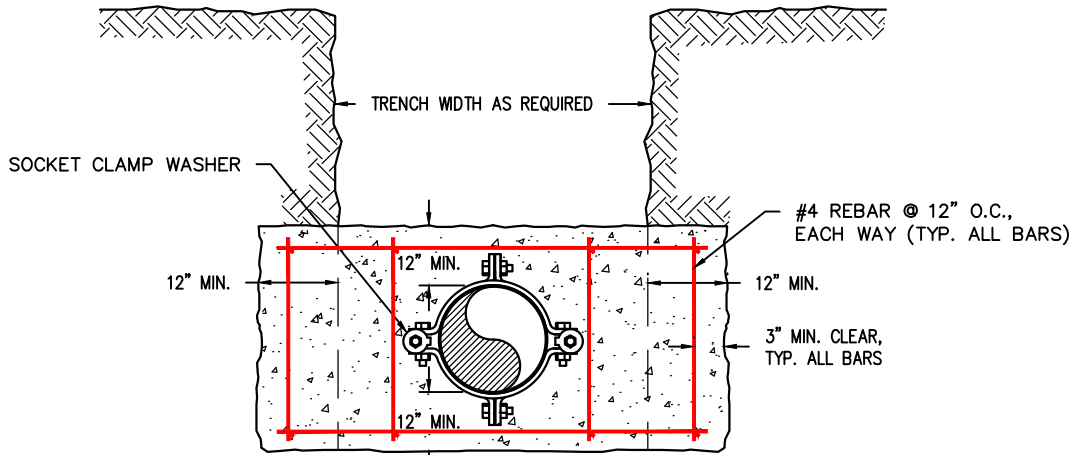 TRENCH WIDTH AS REQUIRED
SOCKET CLAMP WASHER
#4 REBAR @ 12" O.C.,
EACH WAY (TYP. ALL BARS)
12" MIN.
12" MIN.
12" MIN.
3" MIN. CLEAR,
TYP. ALL BARS
12" MIN.